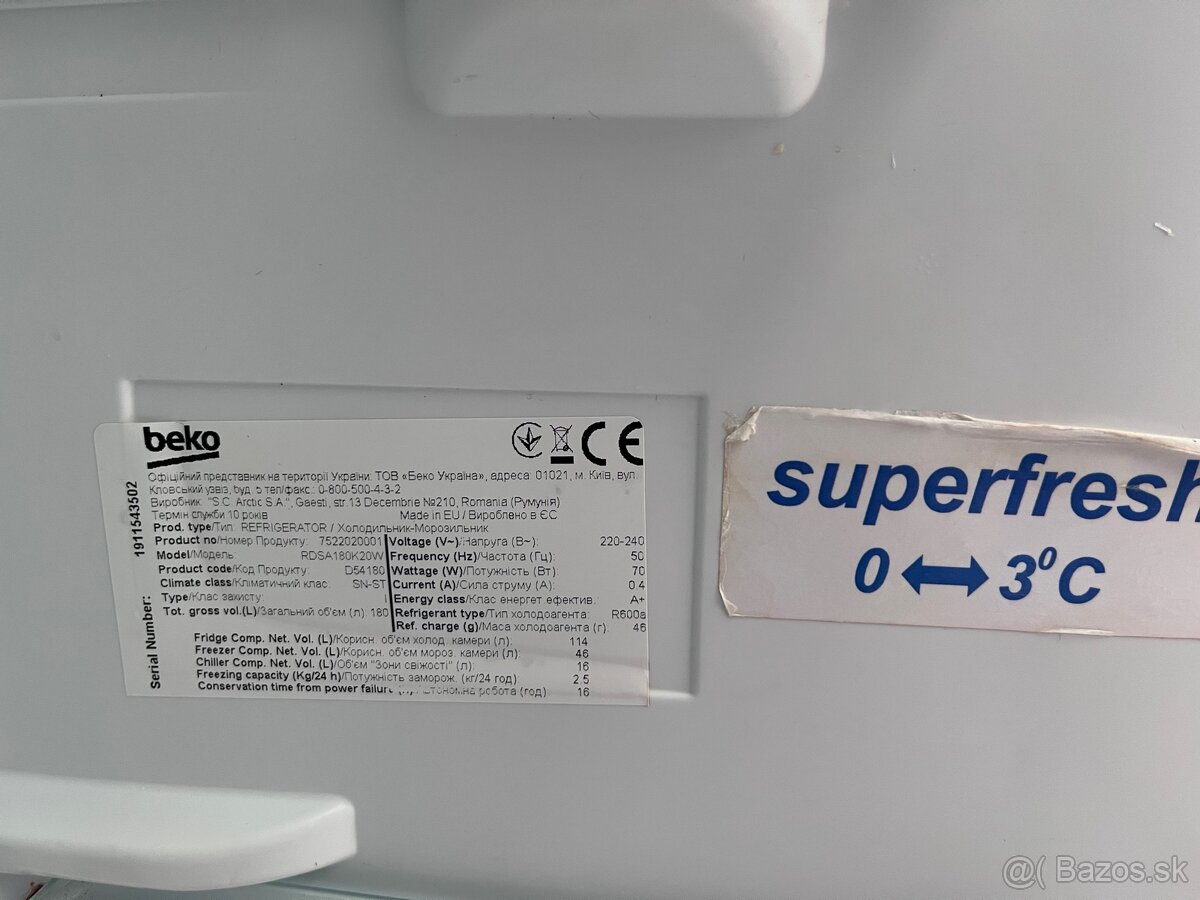 beko
CE
Офіційний представник на території України: ТОВ «Беко Україна», адреса: 01021, м. Київ, вул.
Кловський узвіз, буд. 5 тел/факс.: 0-800-500-4-3-2
Виробник: "S.C. Arctic S.A.", Gaesti, str.13 Decembrie №210, Romania (Румунія)
Термін служби 10 років Made in EU / Вироблено в ЄС
Prod. type/Тип: REFRIGERATOR / Холодильник-Морозильник
Product no/Номер Продукту: 7522020001
Model/Модель: RDSA180K20W
Product code/Код Продукту: D54180
Climate class/Кліматичний клас: SN-ST
Type/Клас захисту:
Tot. gross vol.(L)/Загальний об'єм (л): 180
Voltage (V~)/Напруга (В~): 220-240
Frequency (Hz)/Частота (Гц): 50
Wattage (W)/Потужність (Вт): 70
Current (A)/Сила струму (А): 0.4
Energy class/Клас енергет ефектив.: A+
Refrigerant type/Тип холодоагента: R600a
Ref. charge (g)/Маса холодоагента (г): 46
Fridge Comp. Net. Vol. (L)/Корисн. об'єм холод. камери (л): 114
Freezer Comp. Net. Vol. (L)/Корисн. об'єм мороз. камери (л): 46
Chiller Comp. Net. Vol. (L)/Об'єм "Зони свіжості" (л): 16
Freezing capacity (Kg/24 h)/Потужність заморож. (кг/24 год): 2.5
Conservation time from power failure робота (год) 16
Serial Number: 1911543502
superfresh
0 ↔ 3⁰C
@( Bazos.sk